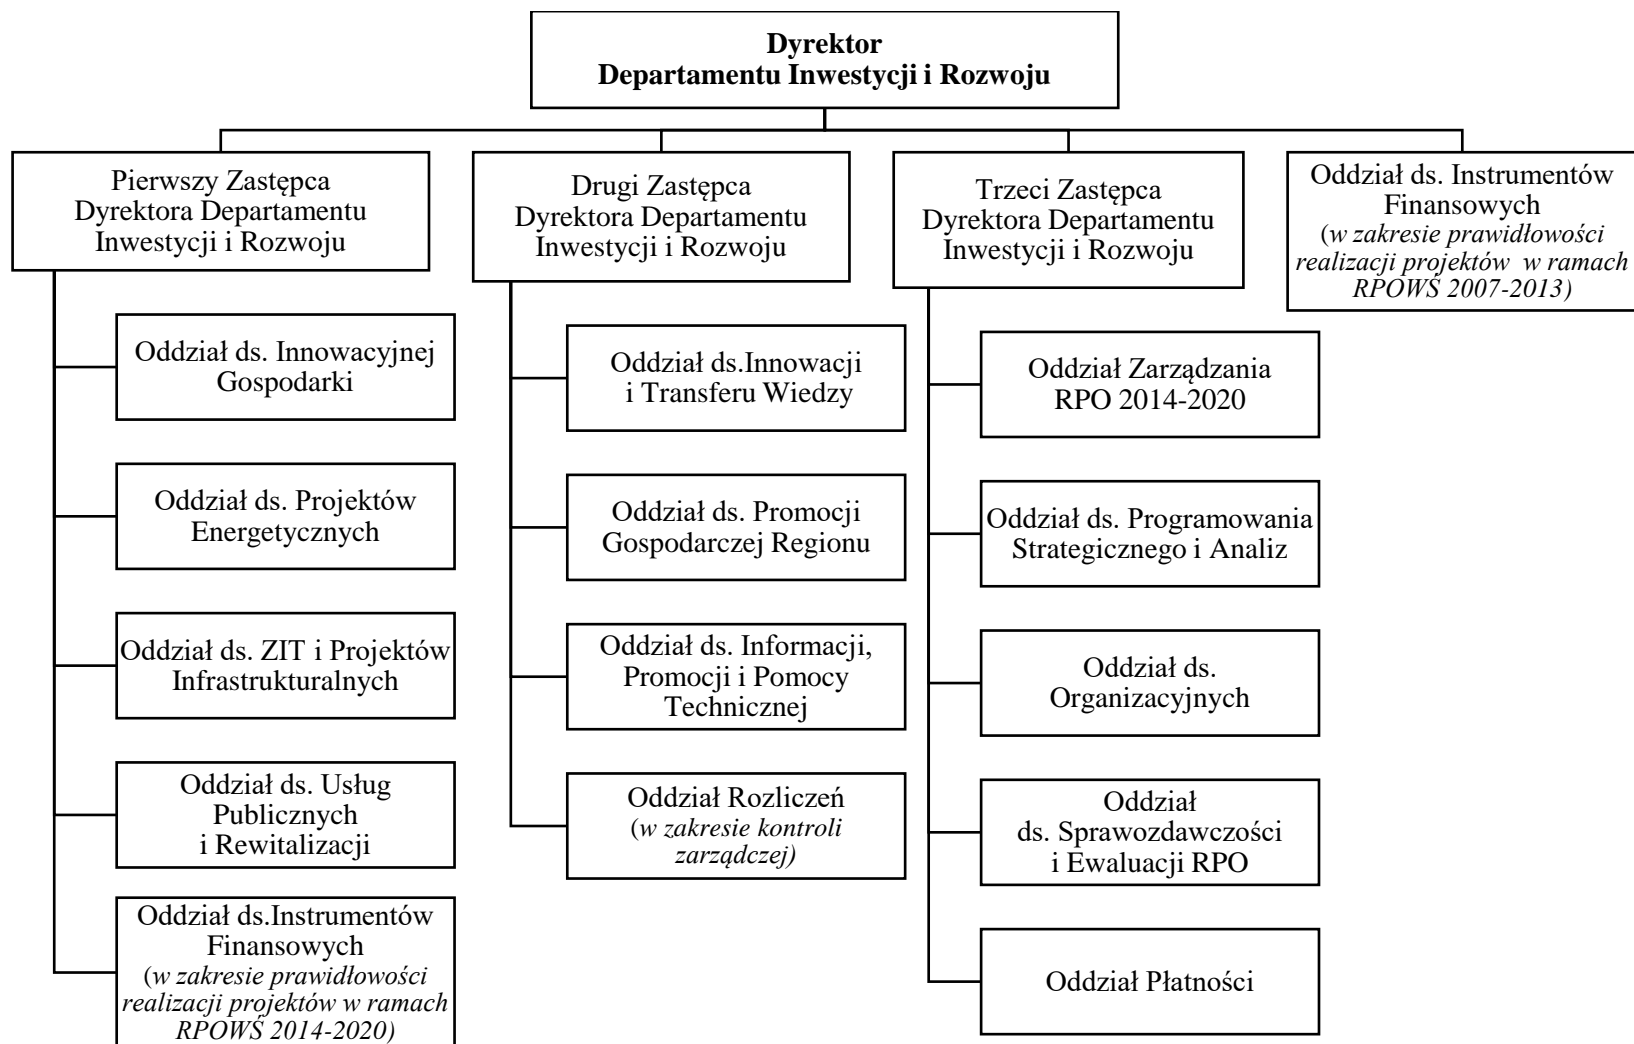 Dyrektor
Departamentu Inwestycji i Rozwoju
Pierwszy Zastępca
Dyrektora Departamentu
Inwestycji i Rozwoju
Drugi Zastępca
Dyrektora Departamentu
Inwestycji i Rozwoju
Trzeci Zastępca
Dyrektora Departamentu
Inwestycji i Rozwoju
Oddział ds. Instrumentów
Finansowych
(w zakresie prawidłowości
realizacji projektów w ramach
RPOWŚ 2007-2013)
Oddział ds. Innowacyjnej
Gospodarki
Oddział ds. Projektów
Energetycznych
Oddział ds. ZIT i Projektów
Infrastrukturalnych
Oddział ds. Usług
Publicznych
i Rewitalizacji
Oddział ds.Instrumentów
Finansowych
(w zakresie prawidłowości
realizacji projektów w ramach
RPOWŚ 2014-2020)
Oddział ds.Innowacji
i Transferu Wiedzy
Oddział ds. Promocji
Gospodarczej Regionu
Oddział ds. Informacji,
Promocji i Pomocy
Technicznej
Oddział Rozliczeń
(w zakresie kontroli
zarządczej)
Oddział Zarządzania
RPO 2014-2020
Oddział ds. Programowania
Strategicznego i Analiz
Oddział ds.
Organizacyjnych
Oddział
ds. Sprawozdawczości
i Ewaluacji RPO
Oddział Płatności